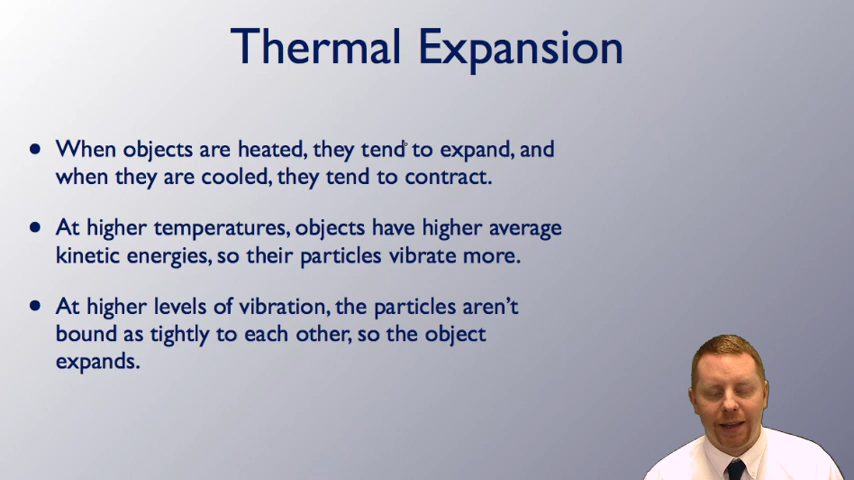 Thermal Expansion
• When objects are heated, they tend to expand, and
when they are cooled, they tend to contract.
• At higher temperatures, objects have higher average
kinetic energies, so their particles vibrate more.
• At higher levels of vibration, the particles aren't
bound as tightly to each other, so the object
expands.